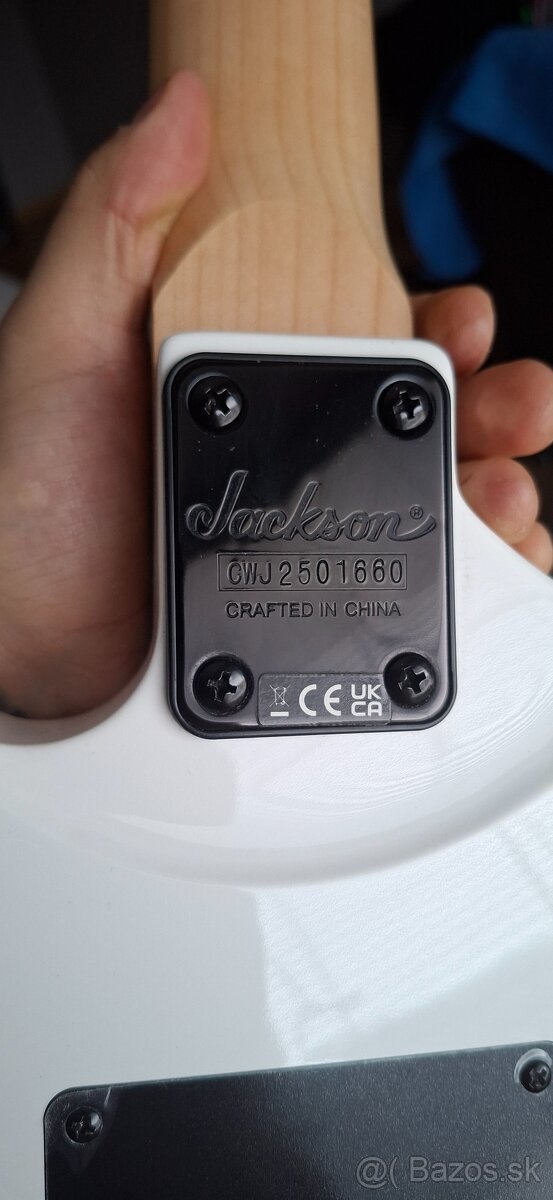 Jackson®
CWJ2501660
CRAFTED IN CHINA
CE UK
CA
@( Bazos.sk